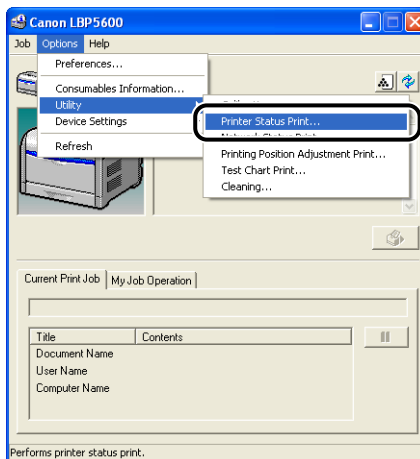 Canon LBP5600
Job Options Help
Preferences...
Consumables Information...
Utility
Device Settings
Refresh
Printer Status Print...
Printing Position Adjustment Print...
Test Chart Print...
Cleaning...
Current Print Job My Job Operation
Title Contents
Document Name
User Name
Computer Name
Performs printer status print.